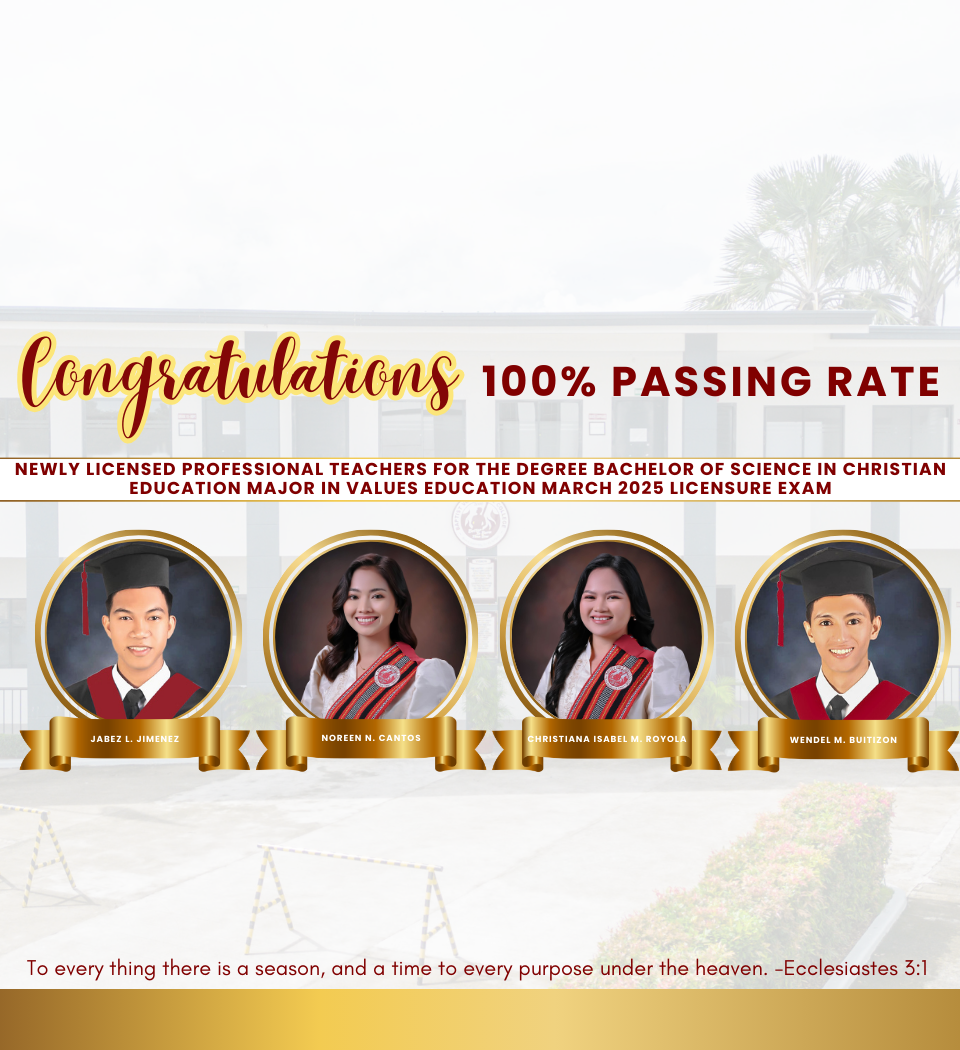 Congratulations 100% PASSING RATE
NEWLY LICENSED PROFESSIONAL TEACHERS FOR THE DEGREE BACHELOR OF SCIENCE IN CHRISTIAN
EDUCATION MAJOR IN VALUES EDUCATION MARCH 2025 LICENSURE EXAM
JABEZ L. JIMENEZ
NOREEN N. CANTOS
CHRISTIANA ISABEL M. ROYOLA
WENDEL M. BUITIZON
To every thing there is a season, and a time to every purpose under the heaven. -Ecclesiastes 3:1